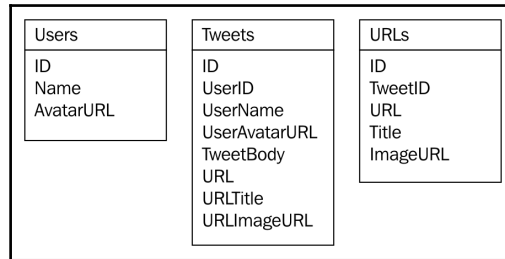 Users
ID
Name
AvatarURL
Tweets
ID
UserID
UserName
UserAvatarURL
TweetBody
URL
URLTitle
URLImageURL
URLs
ID
TweetID
URL
Title
ImageURL